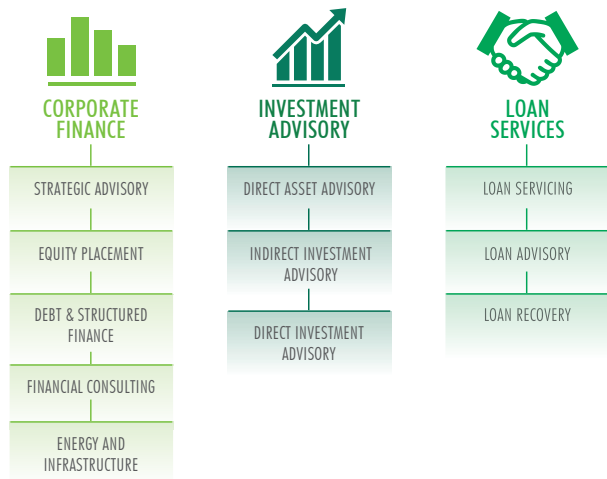 CORPORATE
FINANCE
STRATEGIC ADVISORY
EQUITY PLACEMENT
DEBT & STRUCTURED
FINANCE
FINANCIAL CONSULTING
ENERGY AND
INFRASTRUCTURE
INVESTMENT
ADVISORY
DIRECT ASSET ADVISORY
INDIRECT INVESTMENT
ADVISORY
DIRECT INVESTMENT
ADVISORY
LOAN
SERVICES
LOAN SERVICING
LOAN ADVISORY
LOAN RECOVERY